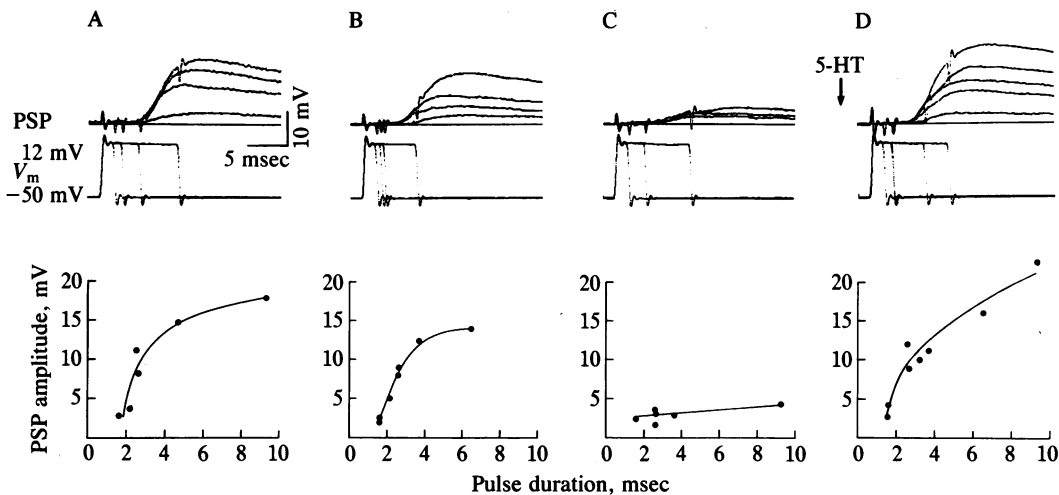 A B C D
5-HT
PSP
10 mV
12 mV
5 msec
Vm
−50 mV
PSP amplitude, mV
20 20 20 20
15 15 15 15
10 10 10 10
5 5 5 5
0 2 4 6 8 10 0 2 4 6 8 10 0 2 4 6 8 10 0 2 4 6 8 10
Pulse duration, msec